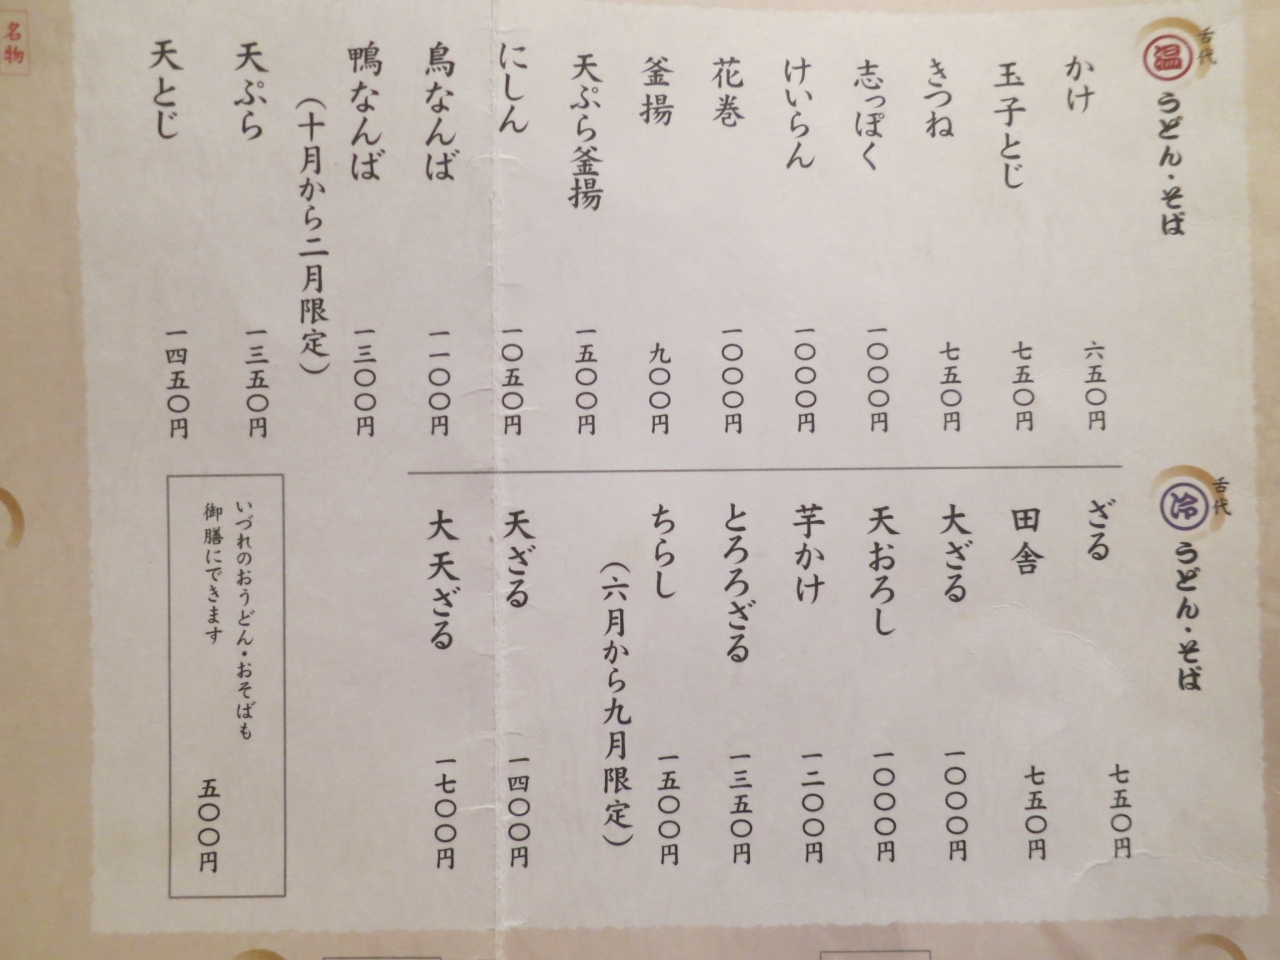 舌代
温 うどん・そば
かけ 六五〇円
玉子とじ 七五〇円
きつね 七五〇円
志っぽく 一〇〇〇円
けいらん 一〇〇〇円
花巻 一〇〇〇円
釜揚 九〇〇円
天ぷら釜揚 一五〇〇円
にしん 一〇五〇円
鳥なんば 一一〇〇円
鴨なんば 一三〇〇円
（十月から二月限定）
天ぷら 一三五〇円
天とじ 一四五〇円
舌代
冷 うどん・そば
ざる 七五〇円
田舎 七五〇円
大ざる 一〇〇〇円
天おろし 一〇〇〇円
芋かけ 一二〇〇円
とろろざる 一三五〇円
ちらし 一五〇〇円
（六月から九月限定）
天ざる 一四〇〇円
大天ざる 一七〇〇円
いづれのおうどん・おそばも
御膳にできます 五〇〇円
名物